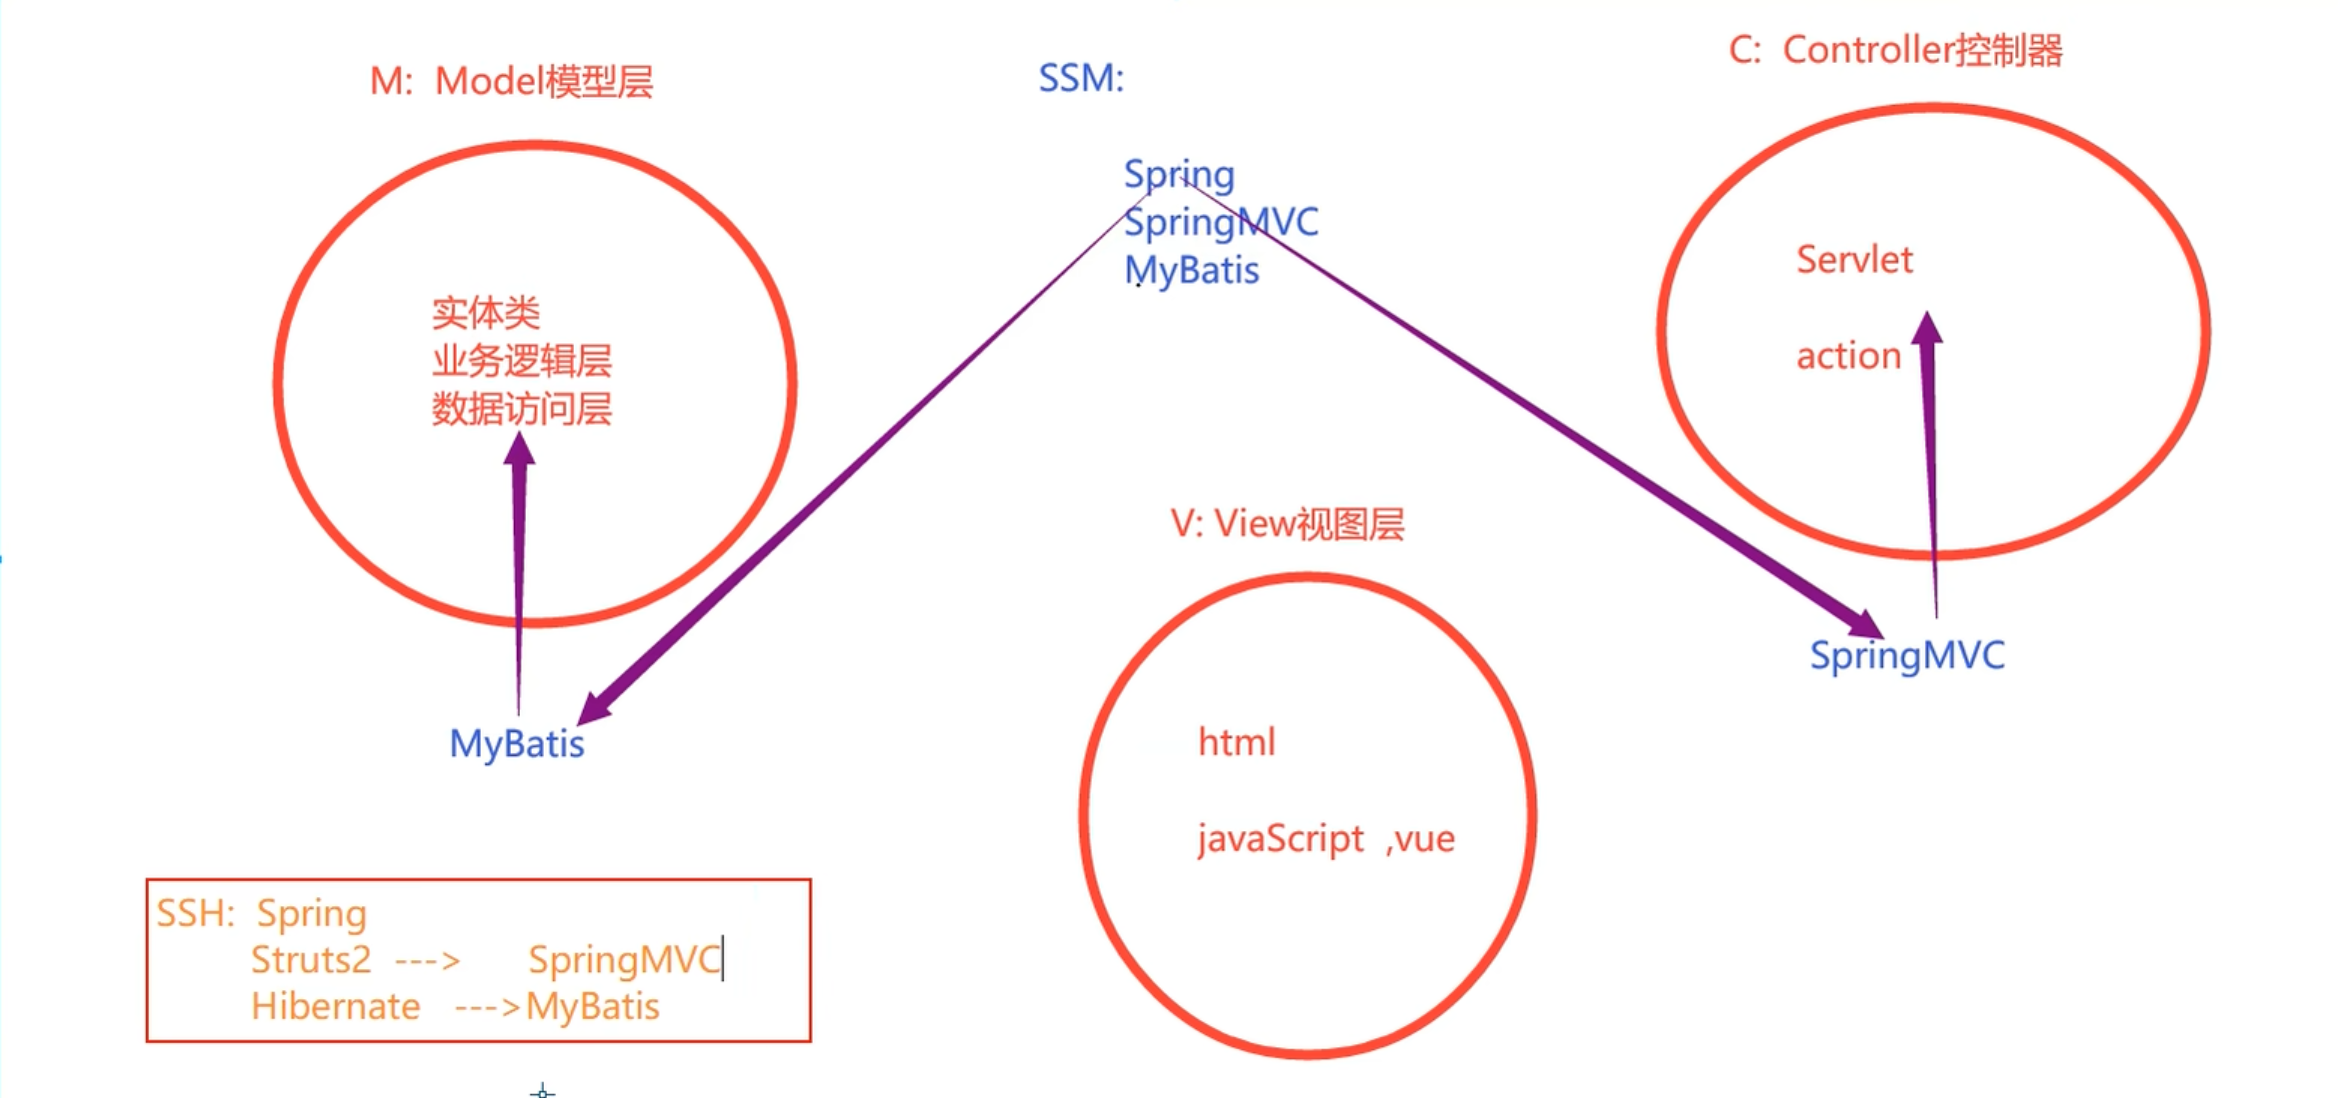 M: Model模型层
实体类
业务逻辑层
数据访问层
MyBatis
SSM:
Spring
SpringMVC
MyBatis
C: Controller控制器
Servlet
action
SpringMVC
V: View视图层
html
javaScript ,vue
SSH: Spring
Struts2 ---> SpringMVC
Hibernate --->MyBatis